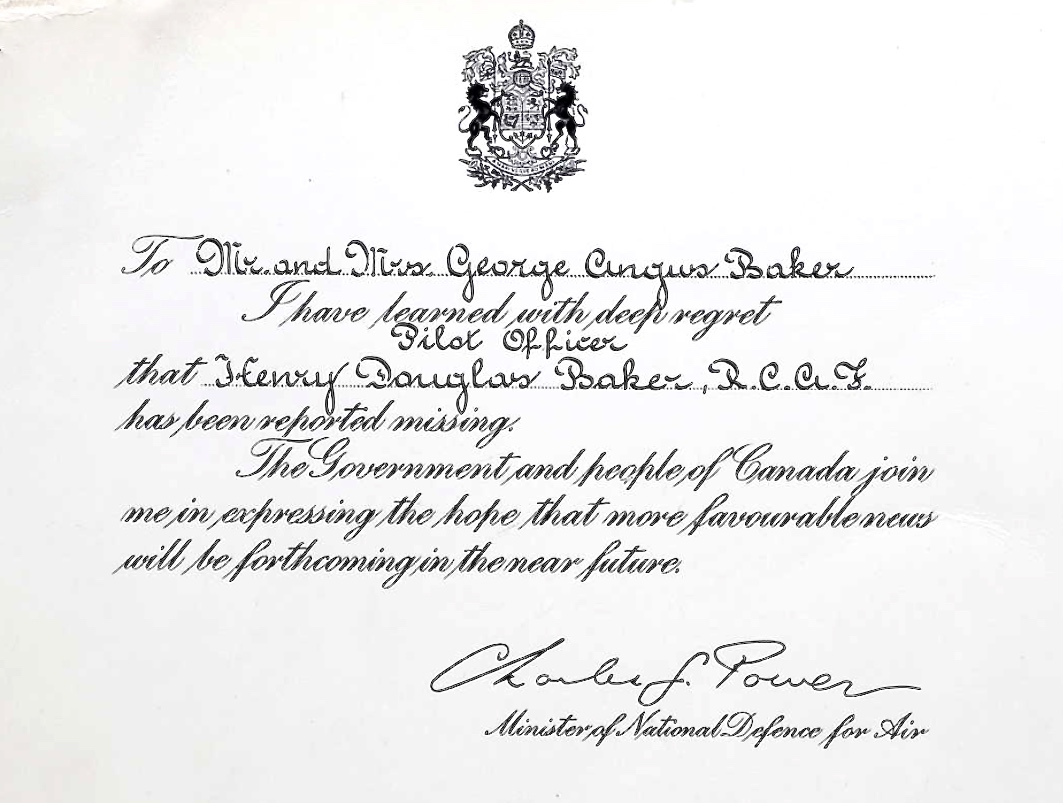 To Mr. and Mrs. George Angus Baker
I have learned with deep regret
Pilot Officer
that Henry Douglas Baker, R.C.A.F.
has been reported missing.
The Government and people of Canada join
me in expressing the hope that more favourable news
will be forthcoming in the near future.
Charles G. Power
Minister of National Defence for Air